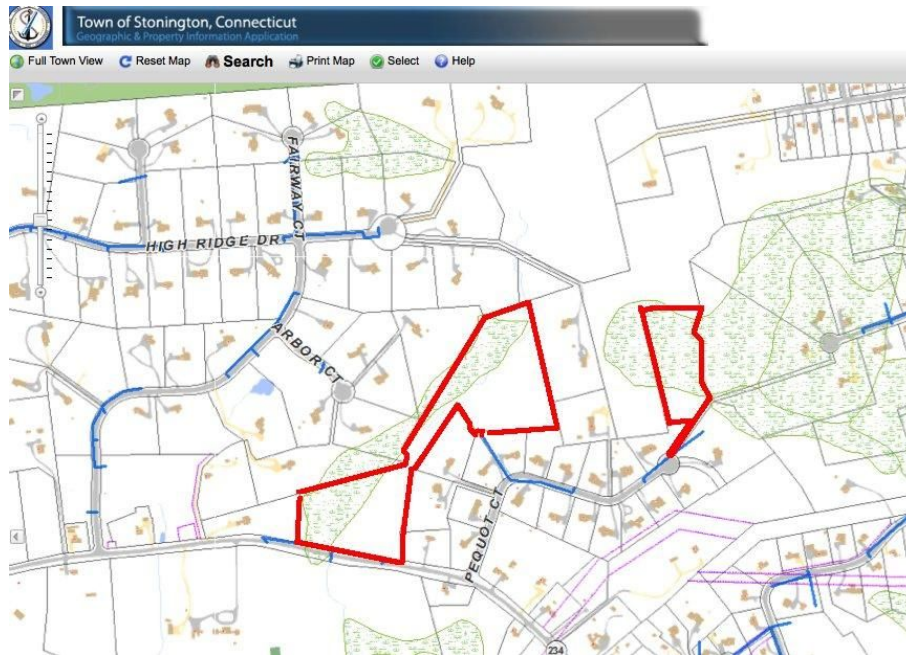 Town of Stonington, Connecticut
Geographic & Property Information Application
Full Town View Reset Map Search Print Map Select Help
FAIRWAY CT
HIGH RIDGE DR
ARBOR CT
PEQUOT CT
234